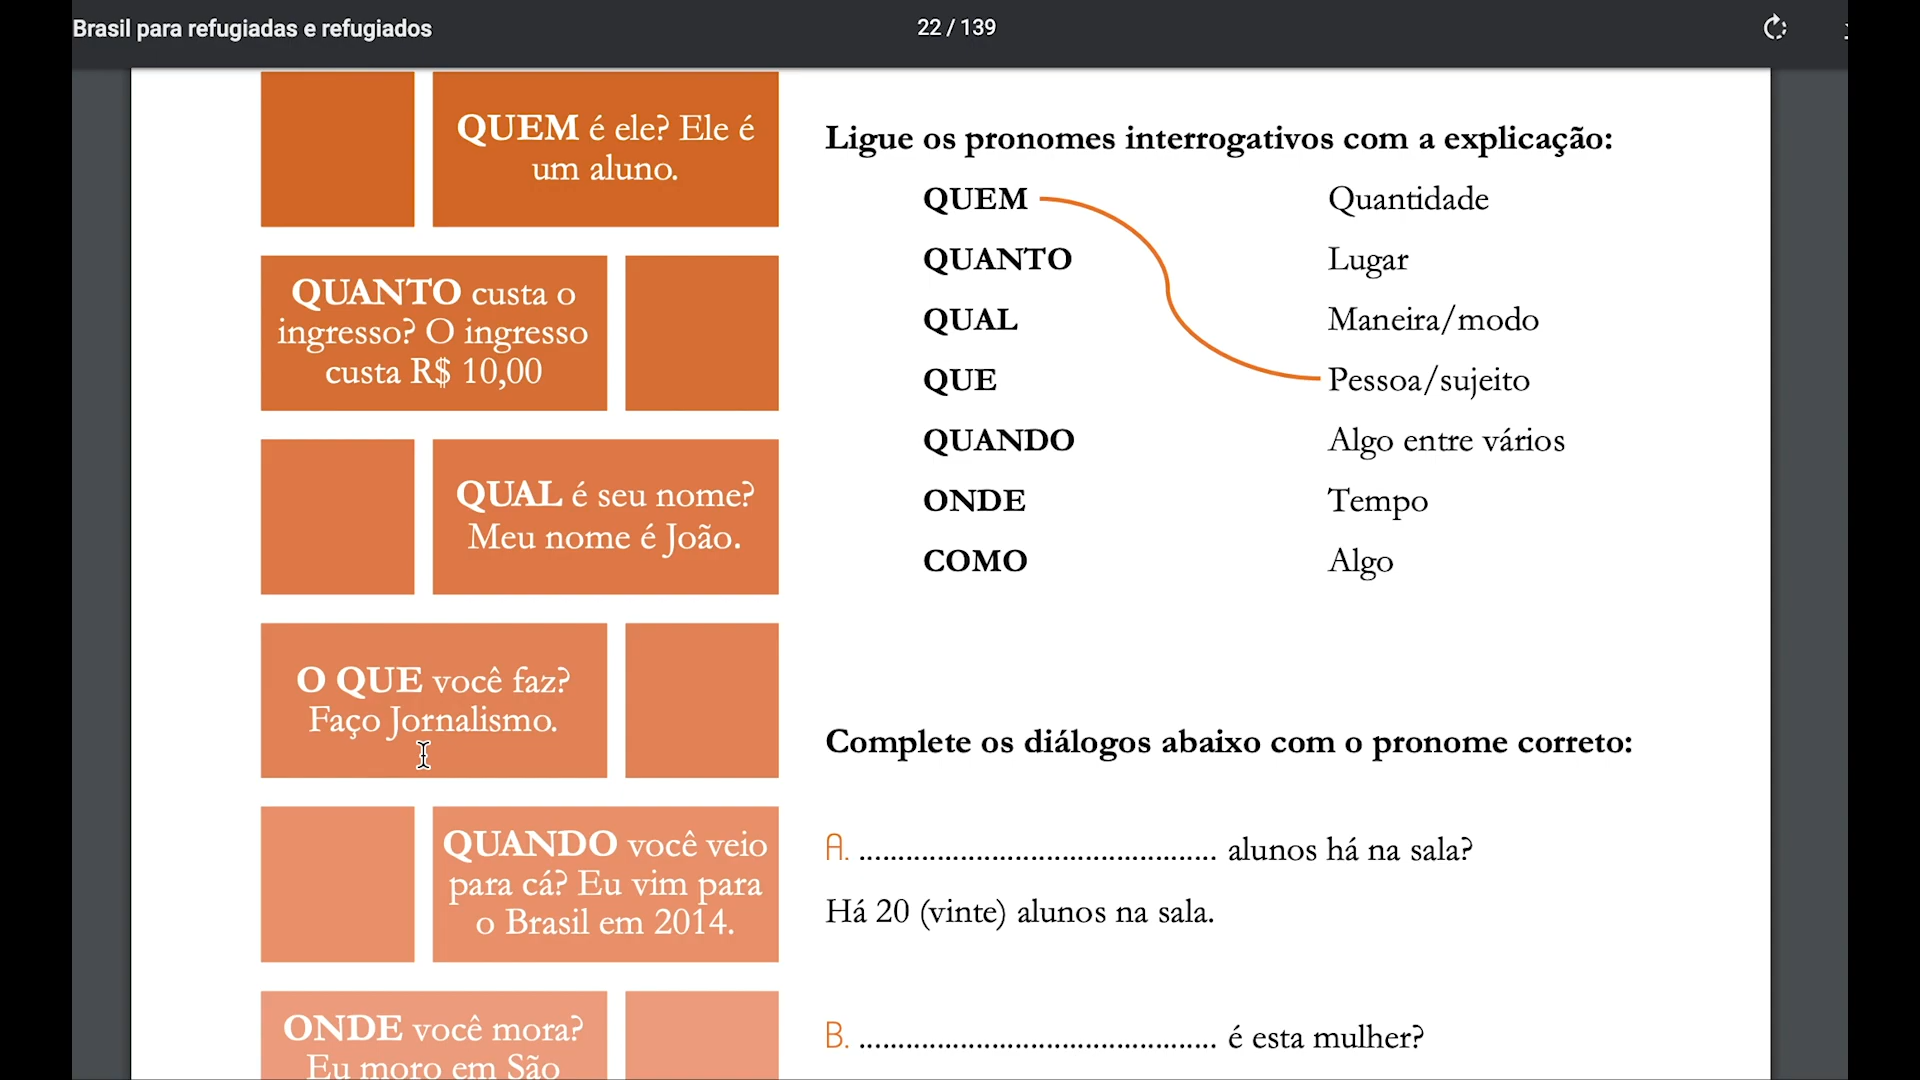 Brasil para refugiadas e refugiados
22 / 139
QUEM é ele? Ele é
um aluno.
QUANTO custa o
ingresso? O ingresso
custa R$ 10,00
QUAL é seu nome?
Meu nome é João.
O QUE você faz?
Faço Jornalismo.
QUANDO você veio
para cá? Eu vim para
o Brasil em 2014.
ONDE você mora?
Eu moro em São
Ligue os pronomes interrogativos com a explicação:
QUEM Quantidade
QUANTO Lugar
QUAL Maneira/modo
QUE Pessoa/sujeito
QUANDO Algo entre vários
ONDE Tempo
COMO Algo
Complete os diálogos abaixo com o pronome correto:
A. ........................................... alunos há na sala?
Há 20 (vinte) alunos na sala.
B. ........................................... é esta mulher?